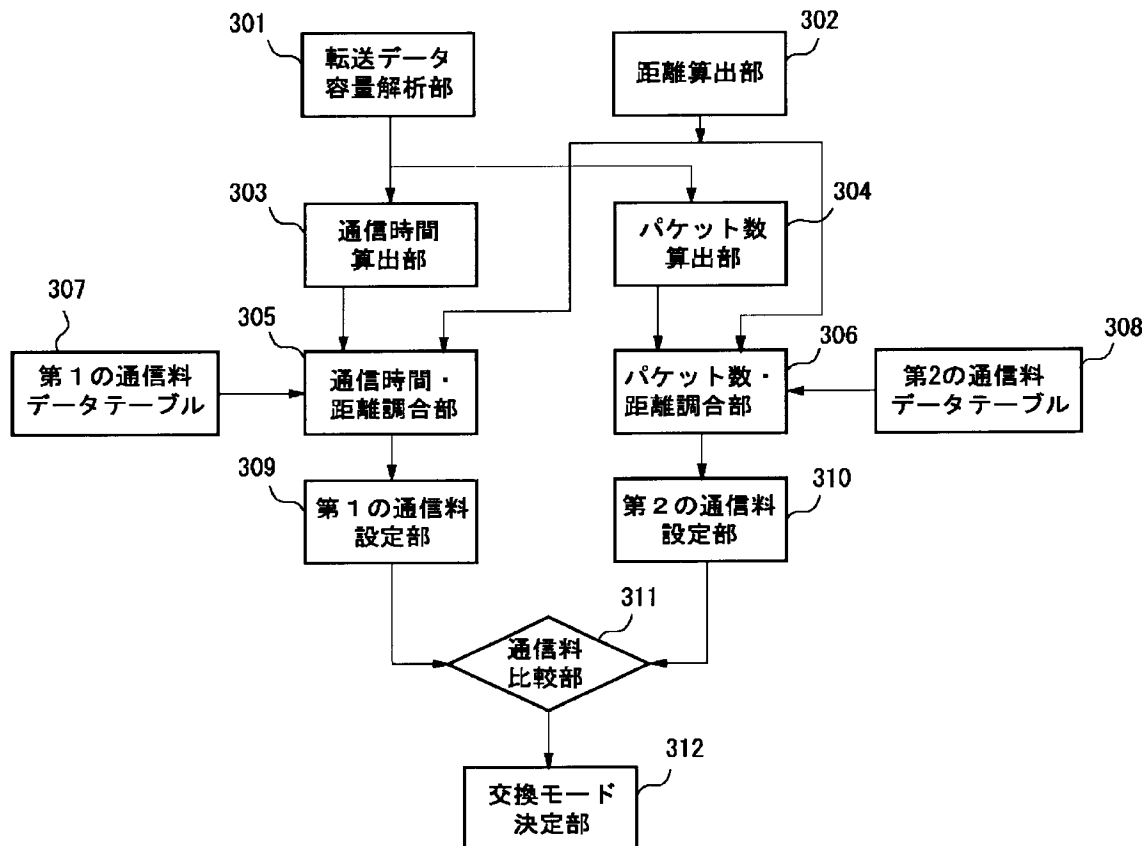 301
転送データ
容量解析部
302
距離算出部
303
通信時間
算出部
304
パケット数
算出部
307
第1の通信料
データテーブル
305
通信時間・
距離調合部
306
パケット数・
距離調合部
308
第2の通信料
データテーブル
309
第1の通信料
設定部
310
第2の通信料
設定部
311
通信料
比較部
312
交換モード
決定部